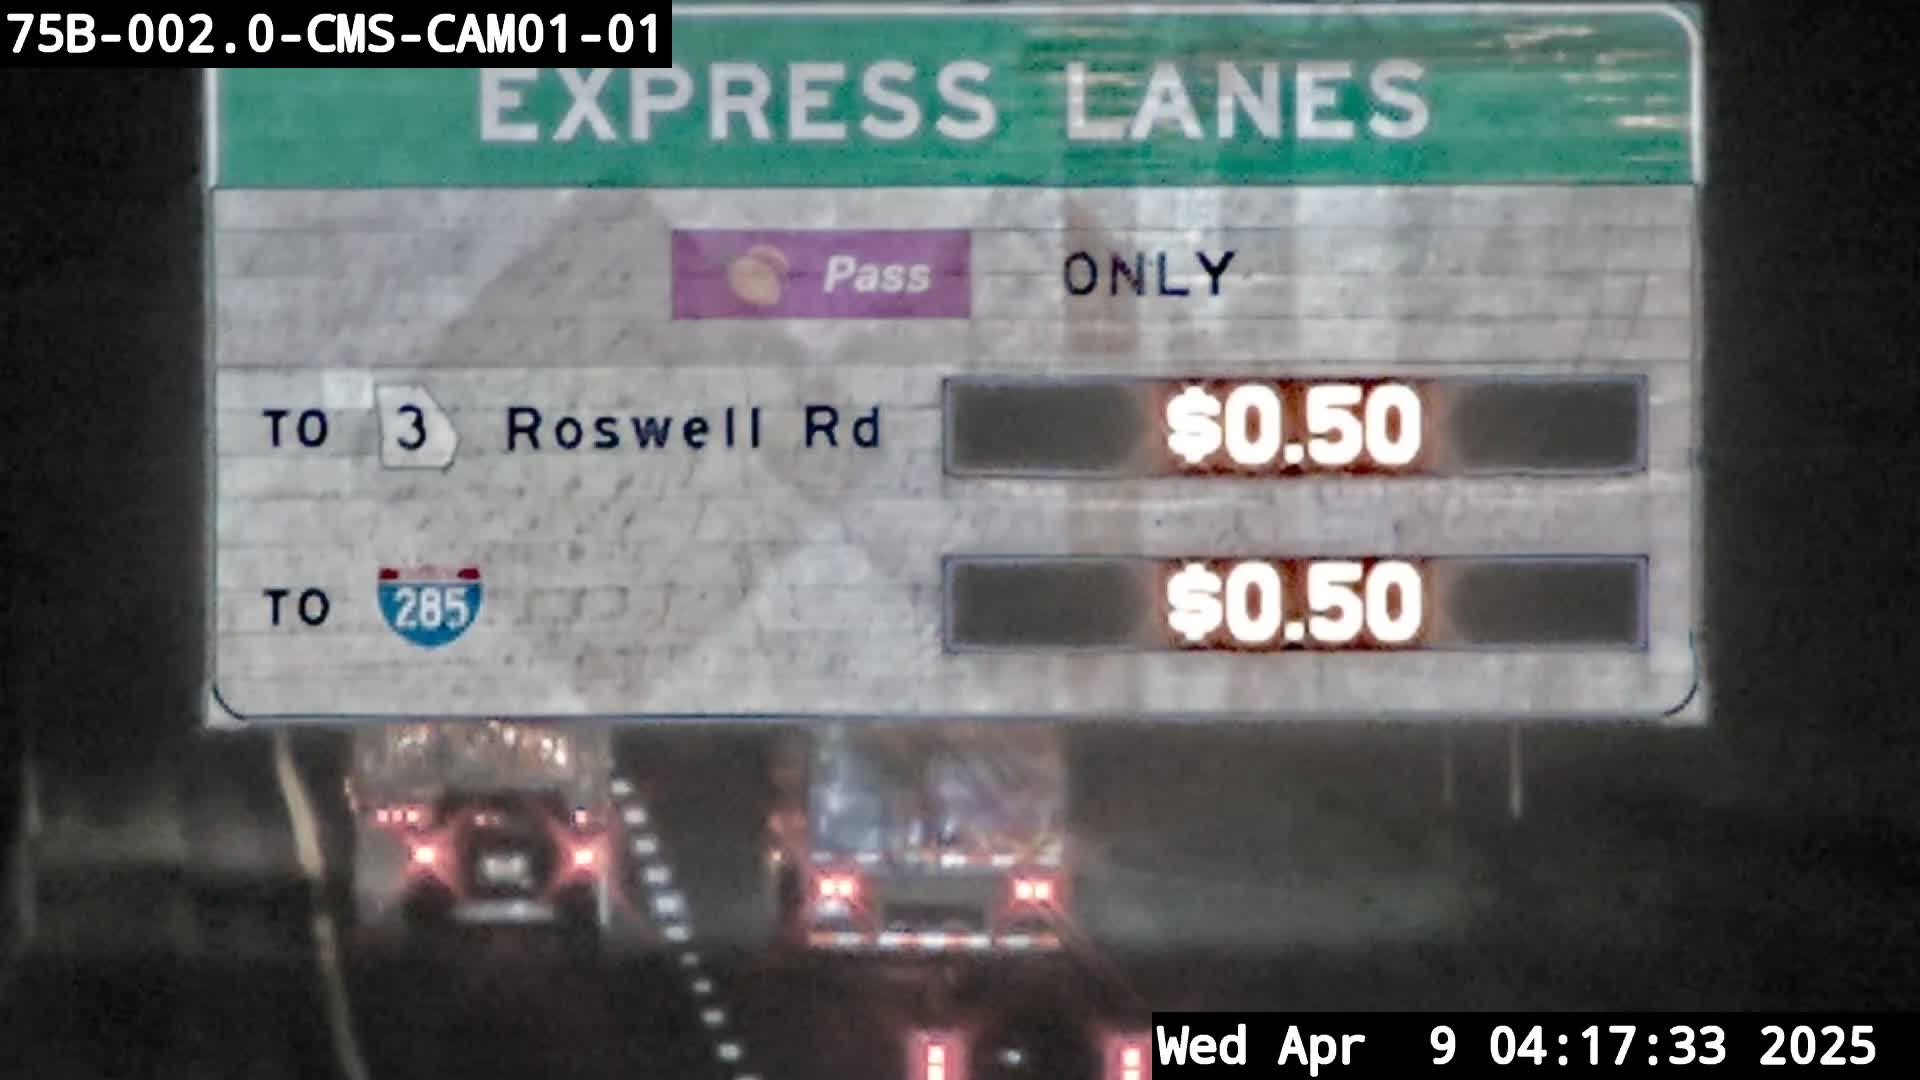 75B-002.0-CMS-CAM01-01
EXPRESS LANES
Pass ONLY
TO 3 Roswell Rd $0.50
TO 285 $0.50
Wed Apr 9 04:17:33 2025